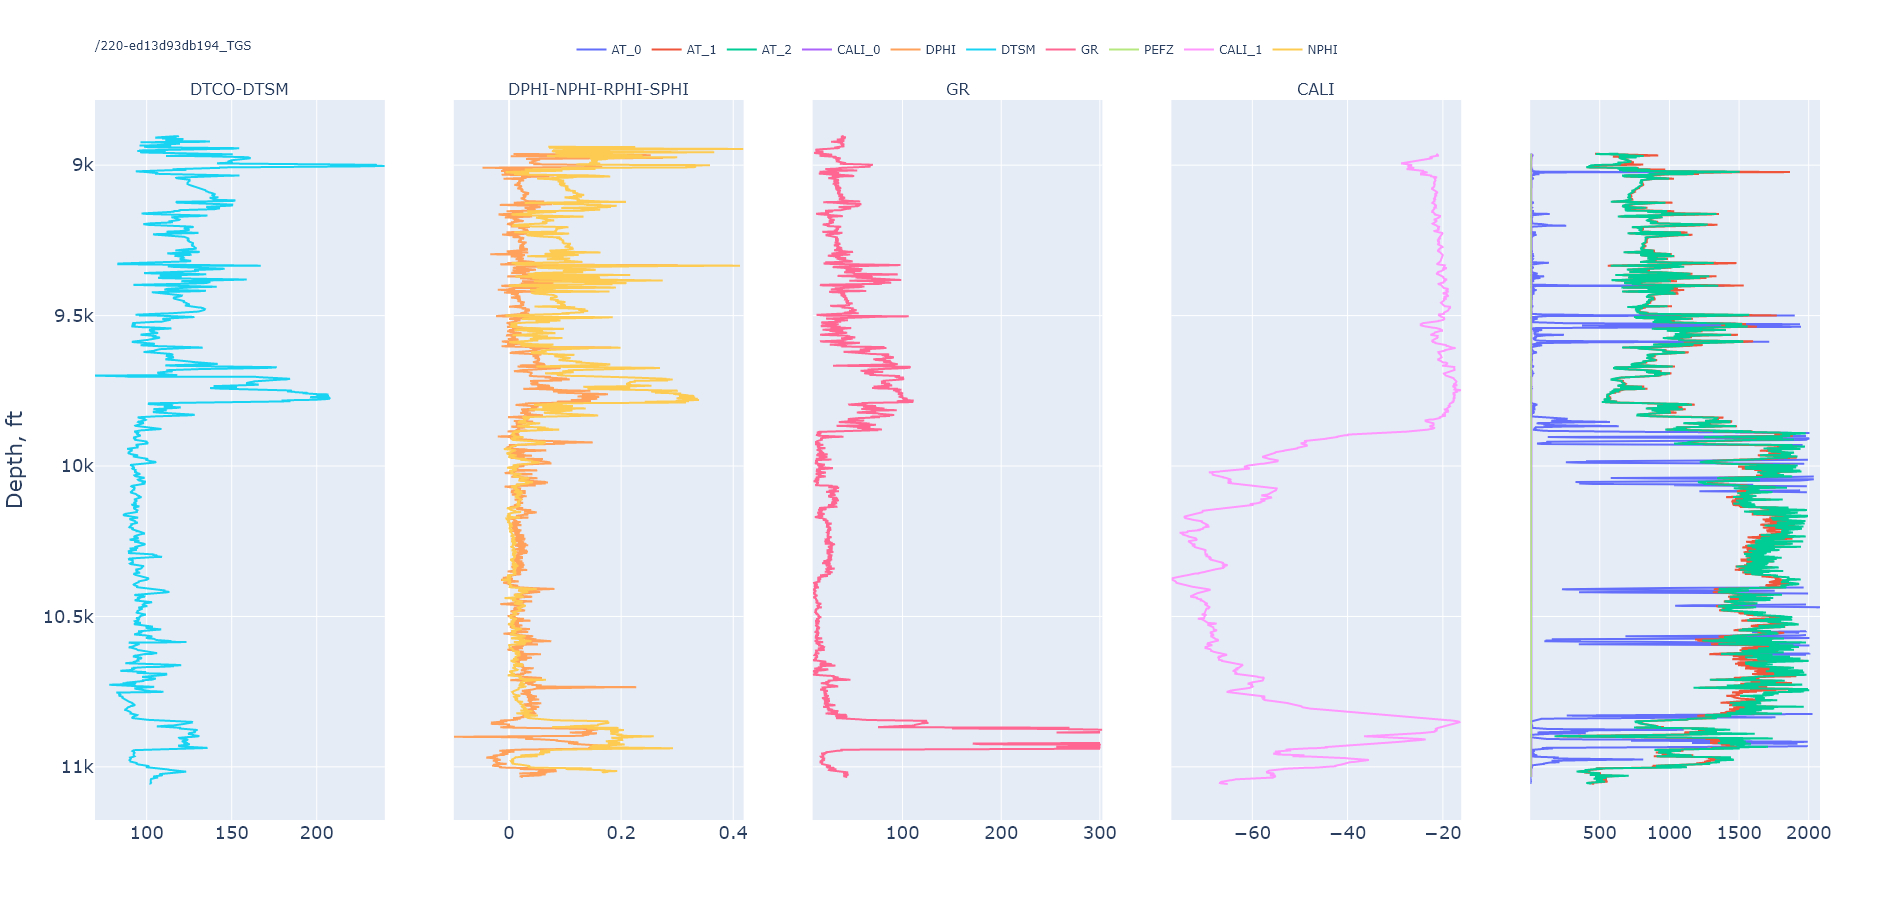 /220-ed13d93db194_TGS
AT_0 AT_1 AT_2 CALI_0 DPHI DTSM GR PEFZ CALI_1 NPHI
DTCO-DTSM DPHI-NPHI-RPHI-SPHI GR CALI
Depth, ft
9k
9.5k
10k
10.5k
11k
100 150 200 0 0.2 0.4 100 200 300 −60 −40 −20 500 1000 1500 2000